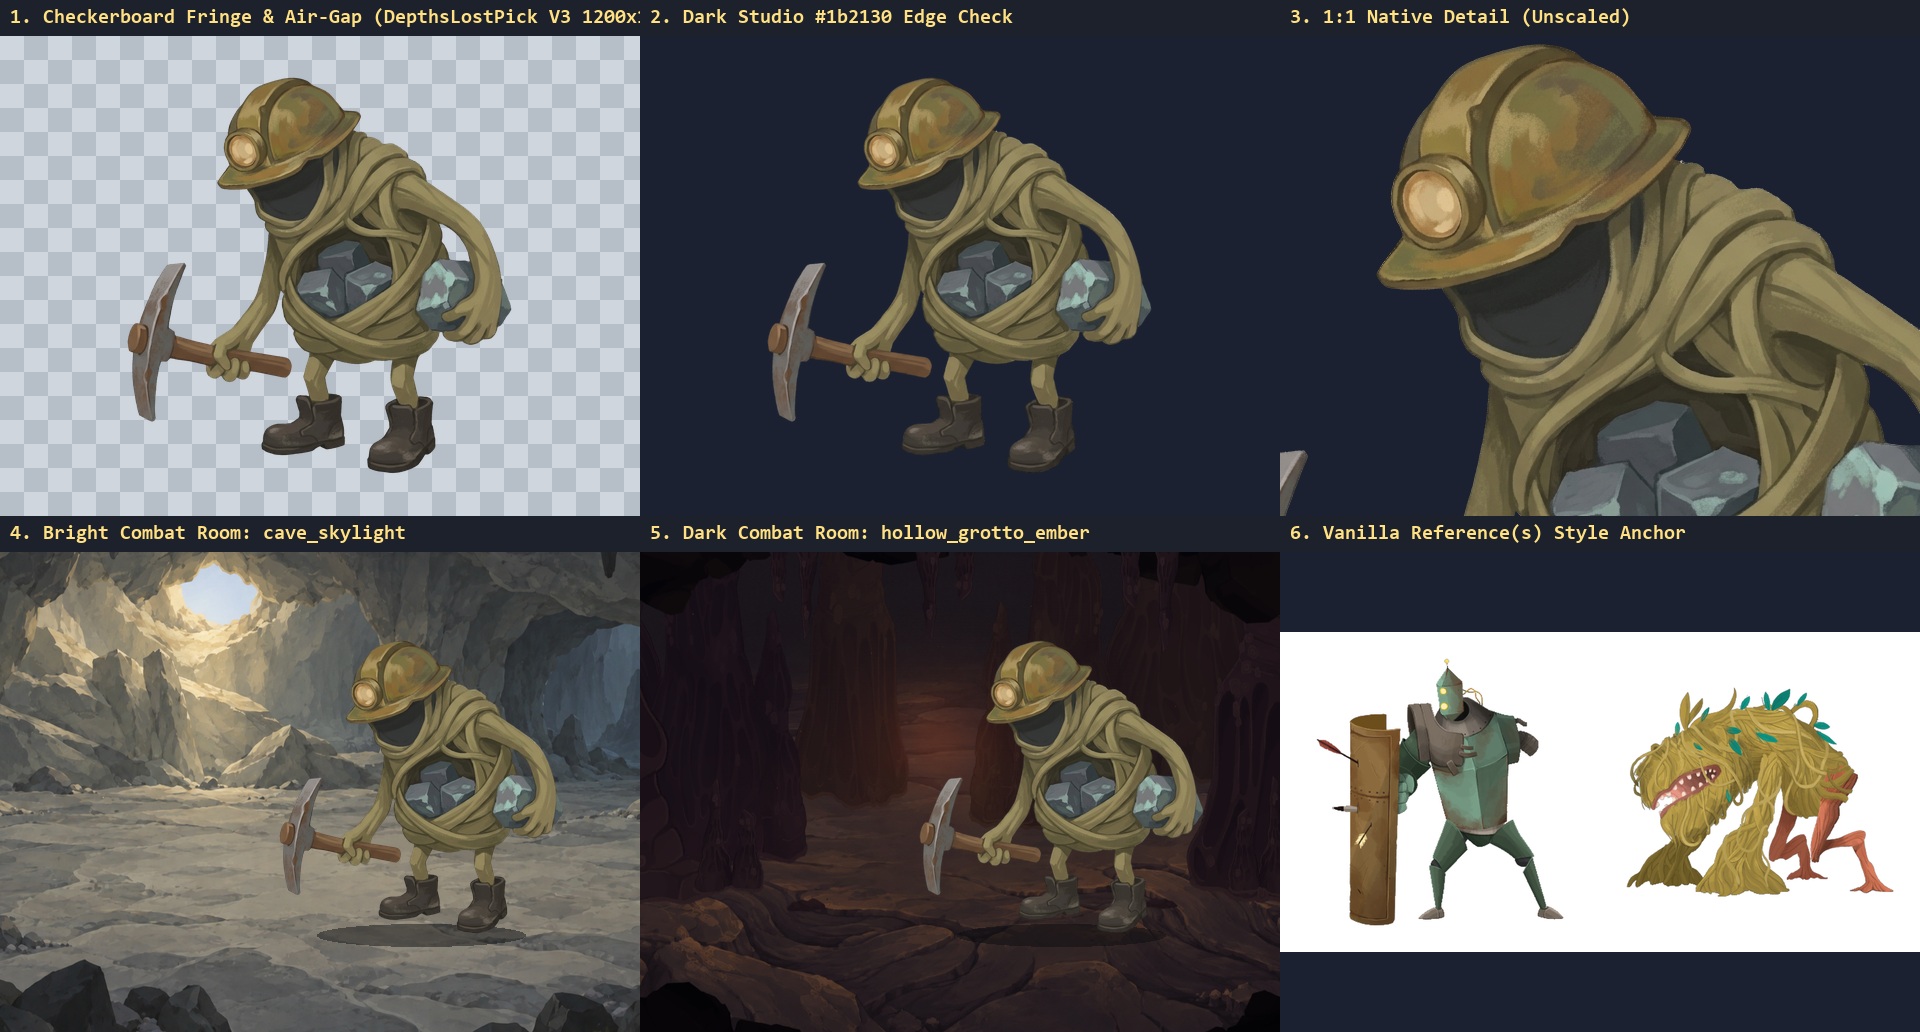 1. Checkerboard Fringe & Air-Gap (DepthsLostPick V3 1200x1
2. Dark Studio #1b2130 Edge Check
3. 1:1 Native Detail (Unscaled)
4. Bright Combat Room: cave_skylight
5. Dark Combat Room: hollow_grotto_ember
6. Vanilla Reference(s) Style Anchor